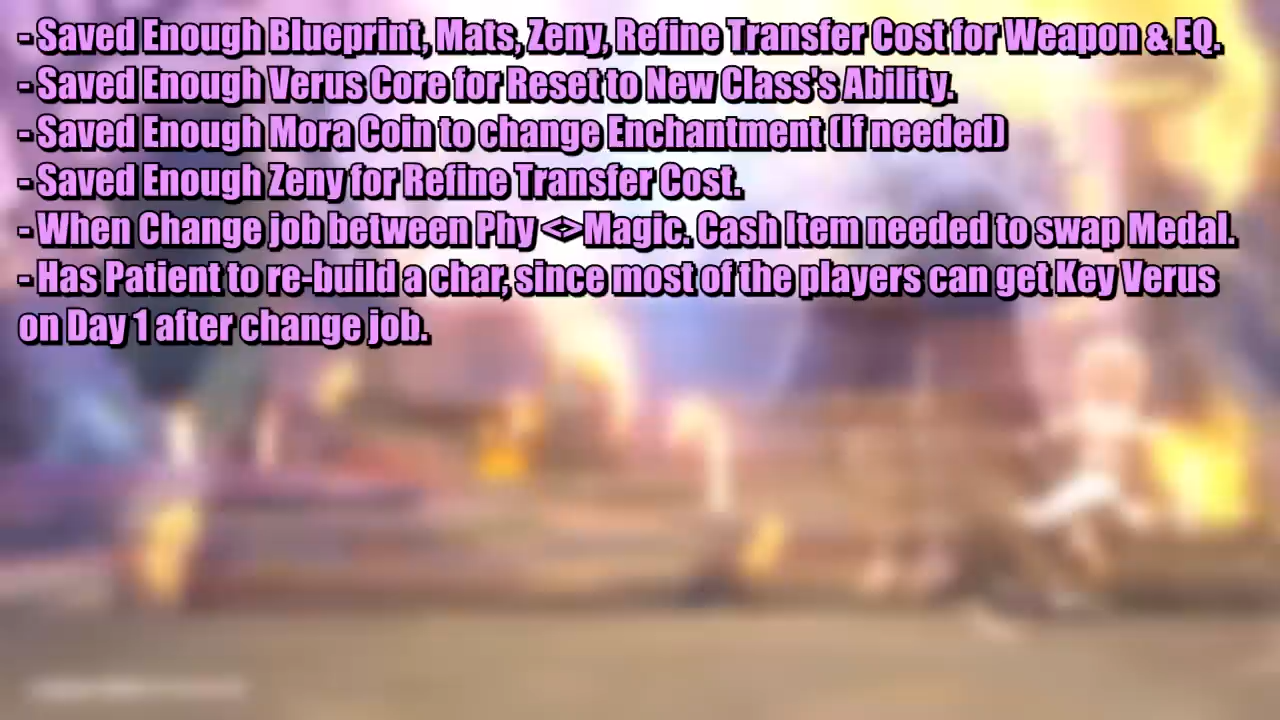 - Saved Enough Blueprint, Mats, Zeny, Refine Transfer Cost for Weapon & EQ.
- Saved Enough Verus Core for Reset to New Class's Ability.
- Saved Enough Mora Coin to change Enchantment (If needed)
- Saved Enough Zeny for Refine Transfer Cost.
- When Change job between Phy <>Magic. Cash Item needed to swap Medal.
- Has Patient to re-build a char, since most of the players can get Key Verus
on Day 1 after change job.